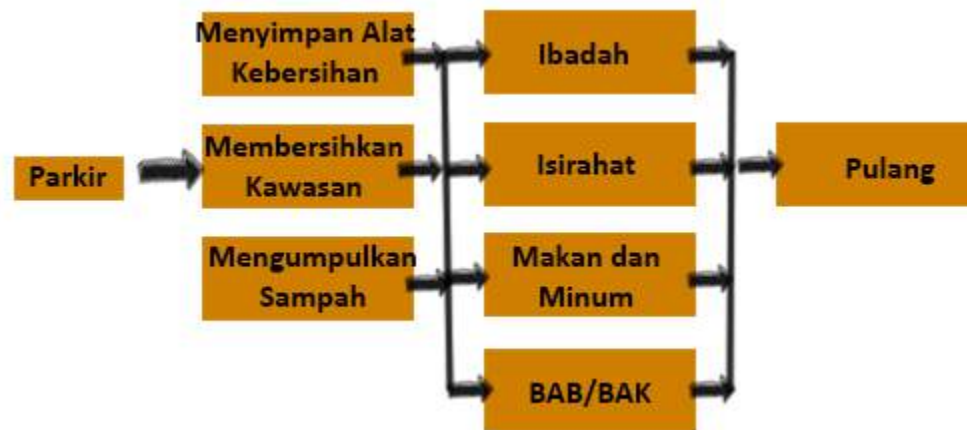 Parkir
Menyimpan Alat
Kebersihan
Membersihkan
Kawasan
Mengumpulkan
Sampah
Ibadah
Isirahat
Makan dan
Minum
BAB/BAK
Pulang